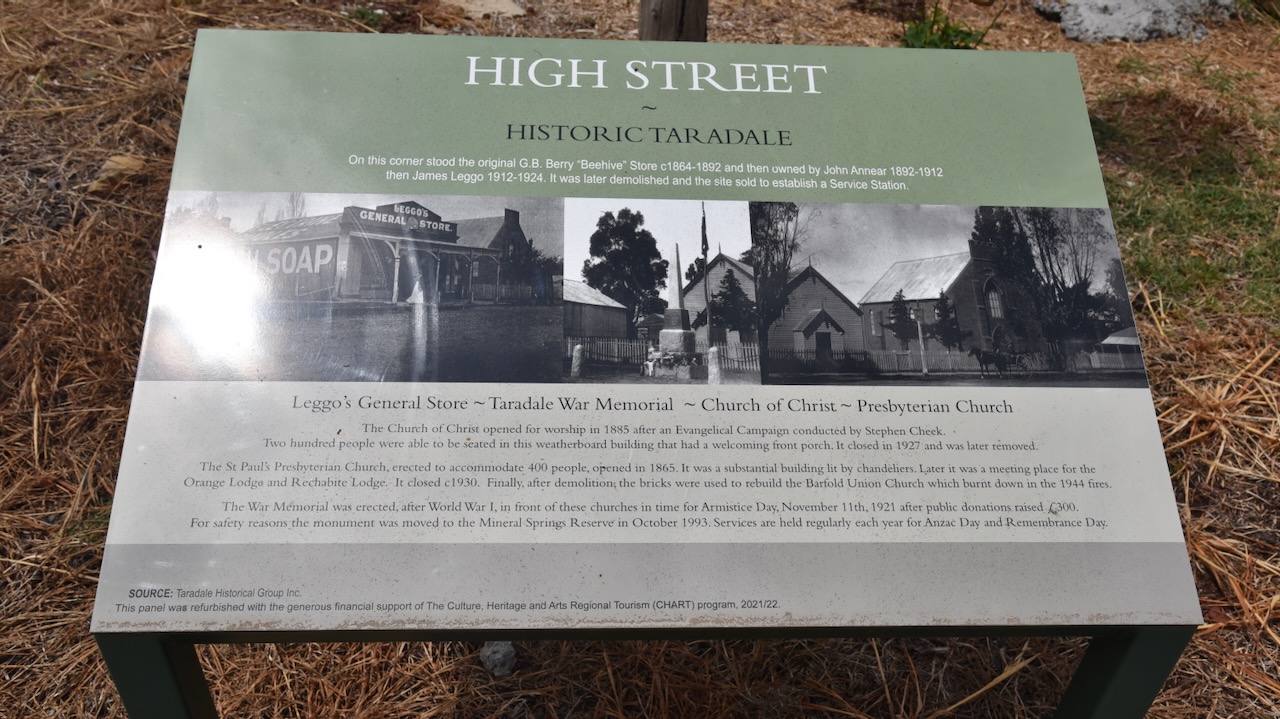 HIGH STREET
~
HISTORIC TARADALE
On this corner stood the original G.B. Berry "Beehive" Store c1864-1892 and then owned by John Annear 1892-1912
then James Leggo 1912-1924. It was later demolished and the site sold to establish a Service Station.
LEGGO'S
GENERAL STORE.
SOAP
Leggo's General Store ~ Taradale War Memorial ~ Church of Christ ~ Presbyterian Church
The Church of Christ opened for worship in 1885 after an Evangelical Campaign conducted by Stephen Cheek.
Two hundred people were able to be seated in this weatherboard building that had a welcoming front porch. It closed in 1927 and was later removed.
The St Paul's Presbyterian Church, erected to accommodate 400 people, opened in 1865. It was a substantial building lit by chandeliers. Later it was a meeting place for the
Orange Lodge and Rechabite Lodge. It closed c1930. Finally, after demolition, the bricks were used to rebuild the Barfold Union Church which burnt down in the 1944 fires.
The War Memorial was erected, after World War I, in front of these churches in time for Armistice Day, November 11th, 1921 after public donations raised £300.
For safety reasons the monument was moved to the Mineral Springs Reserve in October 1993. Services are held regularly each year for Anzac Day and Remembrance Day.
SOURCE: Taradale Historical Group Inc.
This panel was refurbished with the generous financial support of The Culture, Heritage and Arts Regional Tourism (CHART) program, 2021/22.